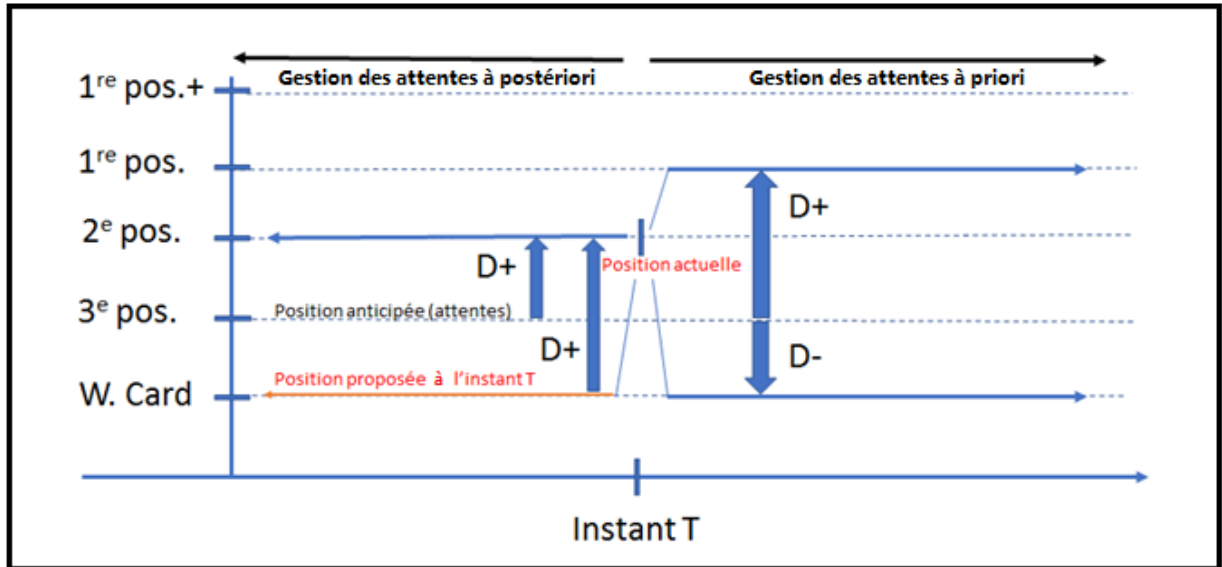 Gestion des attentes à postériori
Gestion des attentes à priori
1re pos.+
1re pos.
D+
2e pos.
D+
Position actuelle
3e pos.
Position anticipée (attentes)
D+
D-
Position proposée à l'instant T
W. Card
Instant T